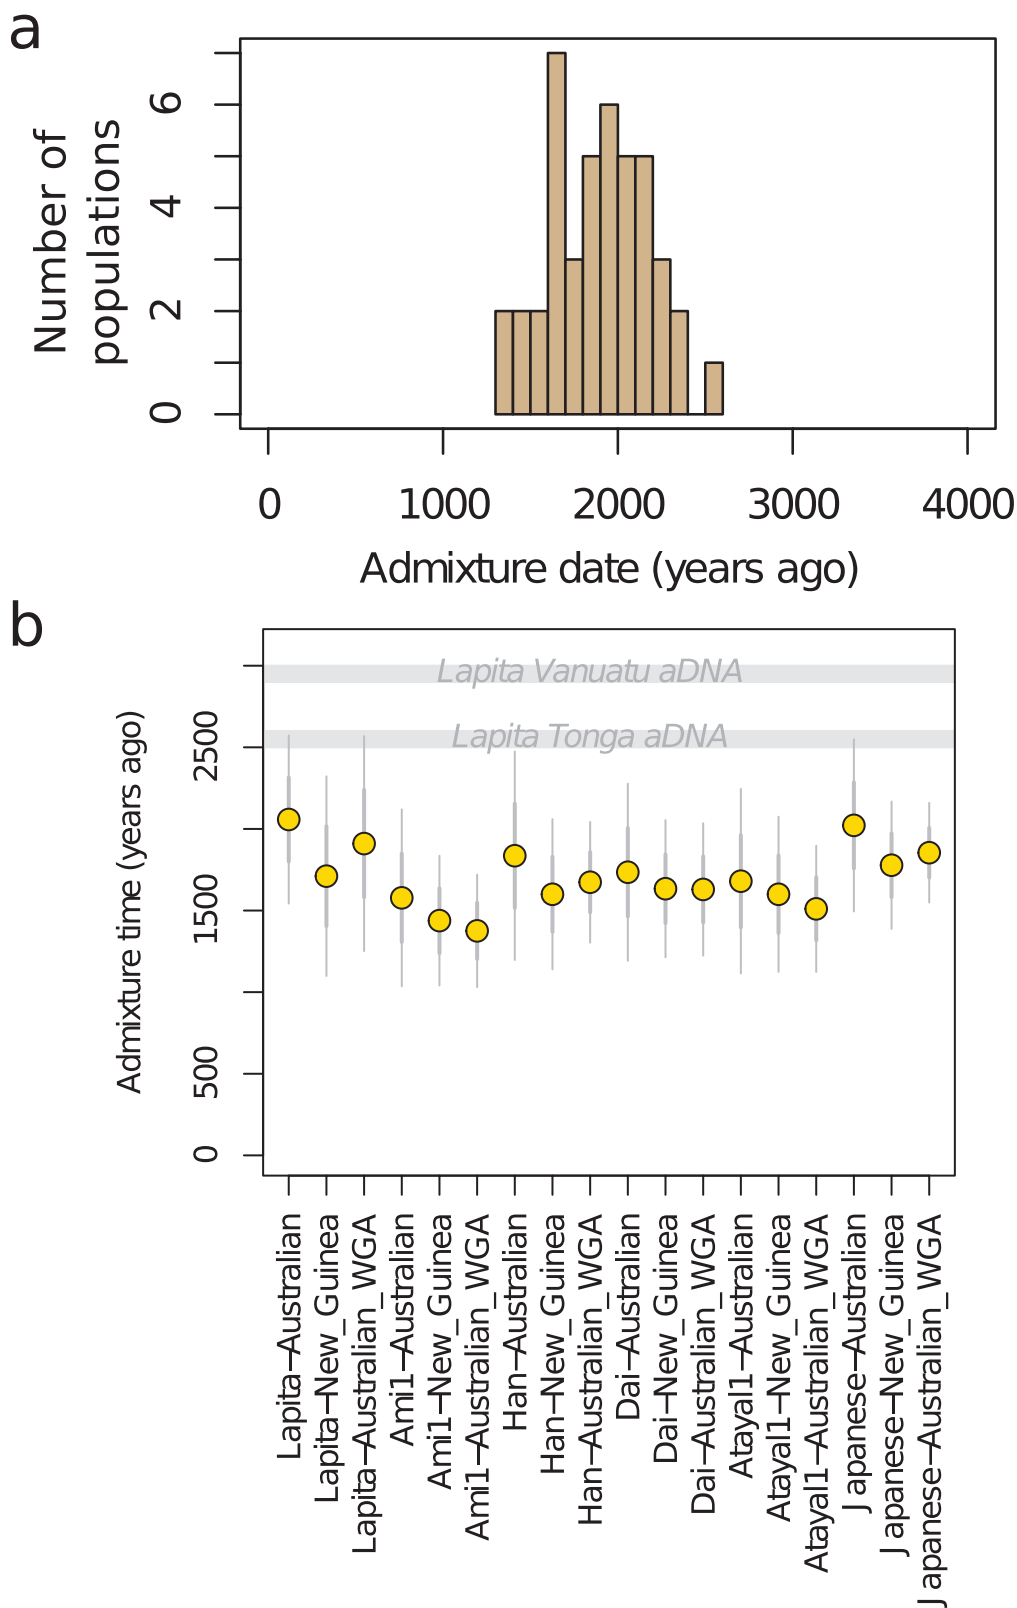 a
Number of
populations
6
4
2
0
0 1000 2000 3000 4000
Admixture date (years ago)
b
Admixture time (years ago)
2500
1500
500
0
Lapita Vanuatu aDNA
Lapita Tonga aDNA
Lapita−Australian
Lapita−New_Guinea
Lapita−Australian_WGA
Ami1−Australian
Ami1−New_Guinea
Ami1−Australian_WGA
Han−Australian
Han−New_Guinea
Han−Australian_WGA
Dai−Australian
Dai−New_Guinea
Dai−Australian_WGA
Atayal1−Australian
Atayal1−New_Guinea
Atayal1−Australian_WGA
Japanese−Australian
Japanese−New_Guinea
Japanese−Australian_WGA